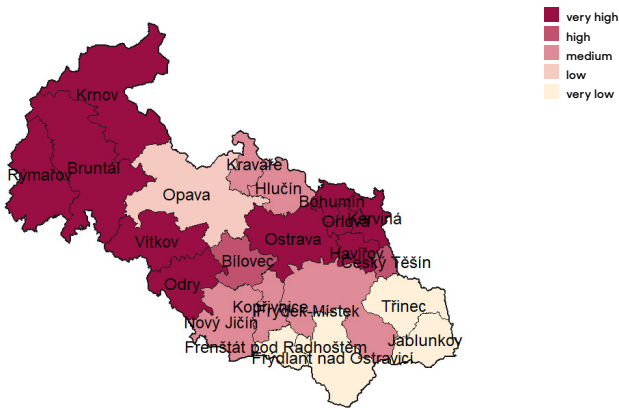 very high
high
medium
low
very low
Krnov
Rýmařov
Bruntál
Kravaře
Opava
Hlučín
Bohumín
Orlová
Karviná
Vítkov
Ostrava
Havířov
Český Těšín
Bílovec
Odry
Kopřivnice
Frýdek-Místek
Třinec
Nový Jičín
Jablunkov
Frenštát pod Radhoštěm
Frýdlant nad Ostravicí